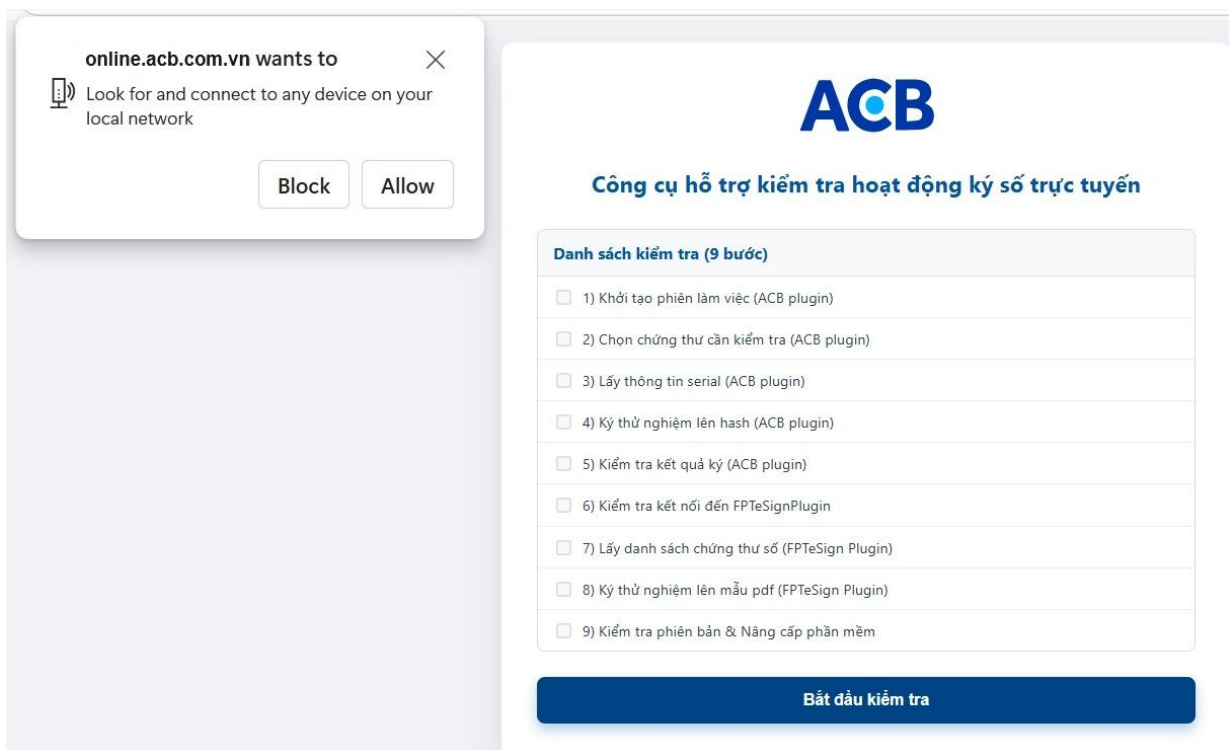 online.acb.com.vn wants to
Look for and connect to any device on your
local network
Block
Allow
ACB
Công cụ hỗ trợ kiểm tra hoạt động ký số trực tuyến
Danh sách kiểm tra (9 bước)
1) Khởi tạo phiên làm việc (ACB plugin)
2) Chọn chứng thư cần kiểm tra (ACB plugin)
3) Lấy thông tin serial (ACB plugin)
4) Ký thử nghiệm lên hash (ACB plugin)
5) Kiểm tra kết quả ký (ACB plugin)
6) Kiểm tra kết nối đến FPTeSignPlugin
7) Lấy danh sách chứng thư số (FPTeSign Plugin)
8) Ký thử nghiệm lên mẫu pdf (FPTeSign Plugin)
9) Kiểm tra phiên bản & Nâng cấp phần mềm
Bắt đầu kiểm tra